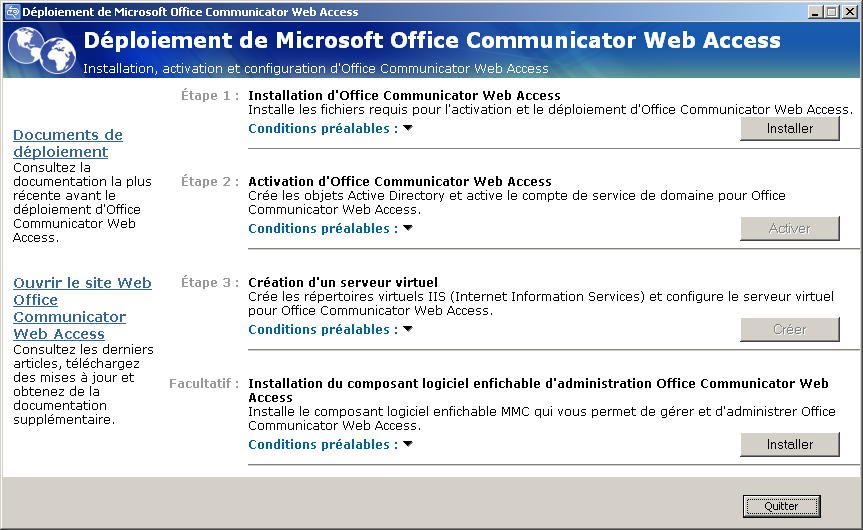 Déploiement de Microsoft Office Communicator Web Access
Déploiement de Microsoft Office Communicator Web Access
Installation, activation et configuration d'Office Communicator Web Access
Documents de
déploiement
Consultez la
documentation la plus
récente avant le
déploiement d'Office
Communicator Web
Access.
Ouvrir le site Web
Office
Communicator
Web Access
Consultez les derniers
articles, téléchargez
des mises à jour et
obtenez de la
documentation
supplémentaire.
Étape 1 : Installation d'Office Communicator Web Access
Installe les fichiers requis pour l'activation et le déploiement d'Office Communicator Web Access.
Conditions préalables :
Installer
Étape 2 : Activation d'Office Communicator Web Access
Crée les objets Active Directory et active le compte de service de domaine pour Office
Communicator Web Access.
Conditions préalables :
Activer
Étape 3 : Création d'un serveur virtuel
Crée les répertoires virtuels IIS (Internet Information Services) et configure le serveur virtuel
pour Office Communicator Web Access.
Conditions préalables :
Créer
Facultatif : Installation du composant logiciel enfichable d'administration Office Communicator Web
Access
Installe le composant logiciel enfichable MMC qui vous permet de gérer et d'administrer Office
Communicator Web Access.
Conditions préalables :
Installer
Quitter